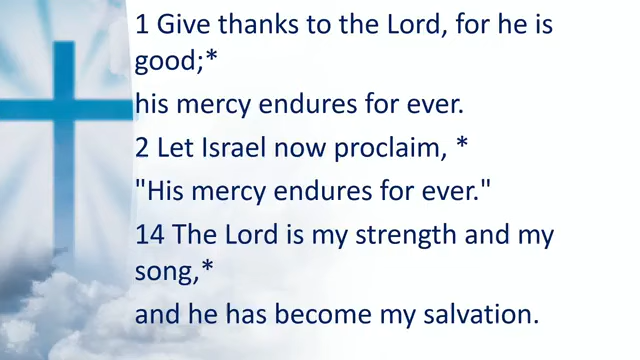 1 Give thanks to the Lord, for he is
good;*
his mercy endures for ever.
2 Let Israel now proclaim, *
"His mercy endures for ever."
14 The Lord is my strength and my
song,*
and he has become my salvation.